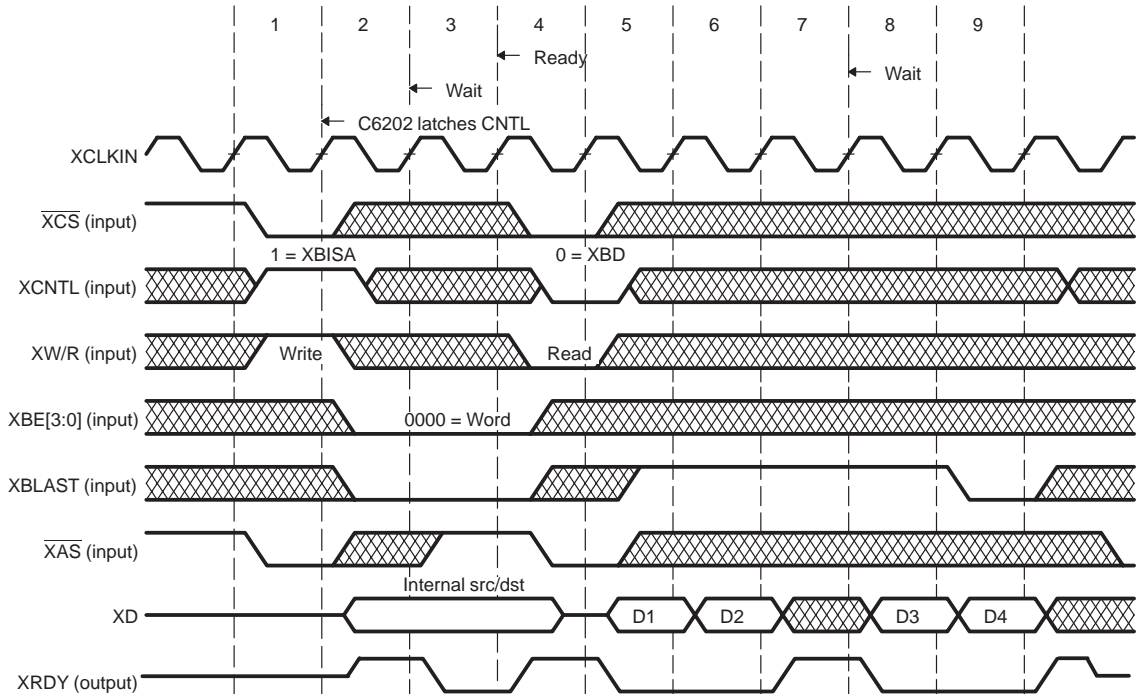 1 2 3 4 5 6 7 8 9
Ready
Wait
Wait
C6202 latches CNTL
XCLKIN
XCS (input)
1 = XBISA 0 = XBD
XCNTL (input)
XW/R (input) Write Read
XBE[3:0] (input) 0000 = Word
XBLAST (input)
XAS (input)
Internal src/dst
XD D1 D2 D3 D4
XRDY (output)